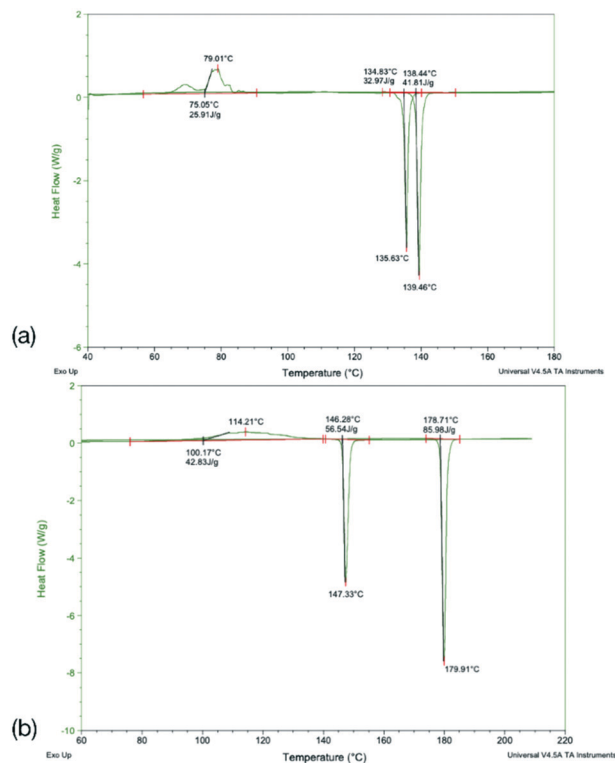 2
79.01°C
134.83°C 138.44°C
32.97J/g 41.81J/g
0
75.05°C
25.91J/g
-2
Heat Flow (W/g)
-4
135.63°C
139.46°C
-6
(a)
40 60 80 100 120 140 160 180
Exo Up Temperature (°C) Universal V4.5A TA Instruments
2
114.21°C
146.28°C 178.71°C
56.54J/g 85.98J/g
0
100.17°C
42.83J/g
-2
-4
Heat Flow (W/g)
147.33°C
-6
-8
179.91°C
-10
(b)
60 80 100 120 140 160 180 200 220
Exo Up Temperature (°C) Universal V4.5A TA Instruments